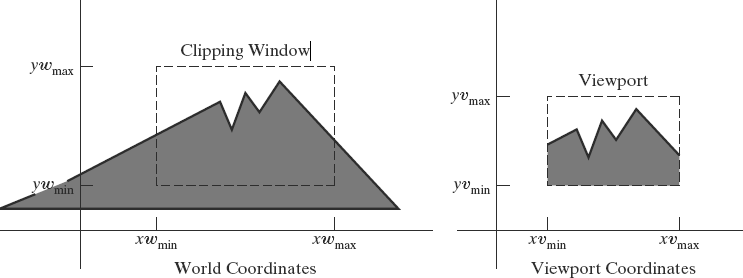 Clipping Window
yw_max
yw_min
xw_min
xw_max
World Coordinates
Viewport
yv_max
yv_min
xv_min
xv_max
Viewport Coordinates